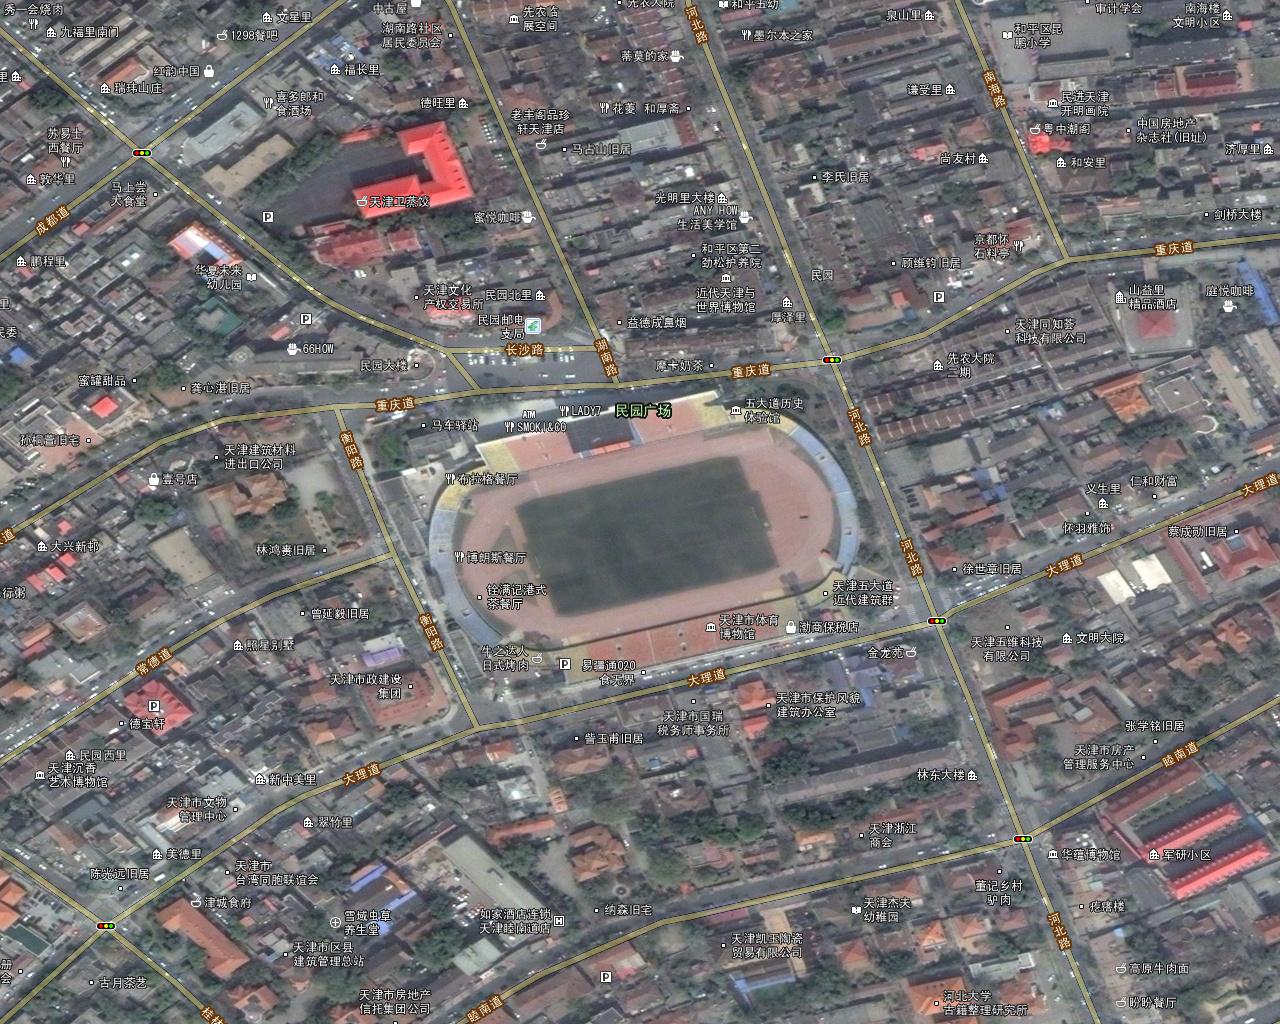 秀一会烧肉
九福里南门
文星里
1298餐吧
中古屋
湖南路社区
居民委员会
先农 临
展空间
先农大院
河北路
和平五幼
墨尔本之家
泉山里
审计学会
南海楼
文明小区
和平区昆
鹏小学
红韵中国
瑞玮山庄
福长里
蒂莫的家
喜多郎和
食酒场
德旺里
老丰阁品珍
轩天津店
花荽
和厚斋
谦受里
南海路
民进天津
开明画院
粤中潮阁
中国房地产
杂志社(旧址)
济厚里
苏易士
西餐厅
敦华里
马占山旧居
尚友村
和安里
马上尝
犬食堂
成都道
天津卫蒸饺
蜜悦咖啡
光明里大楼
ANY HOW
生活美学馆
李氏旧居
剑桥大楼
鹏程里
华夏未来
幼儿园
和平区第二
劲松护养院
民园
顾维钧旧居
京都怀
石料亭
重庆道
天津文化
产权交易所
民园北里
民园邮电
支局
近代天津与
世界博物馆
厚泽里
益德成鼻烟
山益里
精品酒店
庭悦咖啡
天津同知荟
科技有限公司
66HOW
民园大楼
长沙路
湖南路
摩卡奶茶
重庆道
先农大院
二期
蜜罐甜品
龚心湛旧居
重庆道
马车驿站
ATM
LADY7
SMOKI&CO
民园广场
五大道历史
体验馆
河北路
孙桐萱旧宅
衡阳路
天津建筑材料
进出口公司
壹号店
布拉格餐厅
义生里
仁和财富
大理道
怀羽雅饰
蔡成勋旧居
大兴新邨
林鸿赉旧居
博朗斯餐厅
河北路
徐世章旧居
大理道
铨满记港式
茶餐厅
天津五大道
近代建筑群
曾延毅旧居
衡阳路
天津市体育
博物馆
渤商保税店
照星别墅
常德道
牛之达人
日式烤肉
易疆通020
食无界
大理道
金龙苑
天津五维科技
有限公司
文明大院
天津市政建设
集团
德宝轩
天津市国瑞
税务师事务所
天津市保护风貌
建筑办公室
訾玉甫旧居
张学铭旧居
天津市房产
管理服务中心
睦南道
民园西里
天津沉香
艺术博物馆
新中美里
大理道
林东大楼
天津市文物
管理中心
翠竹里
天津浙江
商会
美德里
华蕴博物馆
军研小区
陈光远旧居
天津市
台湾同胞联谊会
董记乡村
驴肉
津城食府
雪域虫草
养生堂
如家酒店连锁
天津睦南道店
纳森旧宅
天津杰夫
幼稚园
疙瘩楼
河北路
天津市区县
建筑管理总站
天津凯玉陶瓷
贸易有限公司
高原牛肉面
古月茶艺
天津市房地产
信托集团公司
睦南道
河北大学
古籍整理研究所
盼盼餐厅